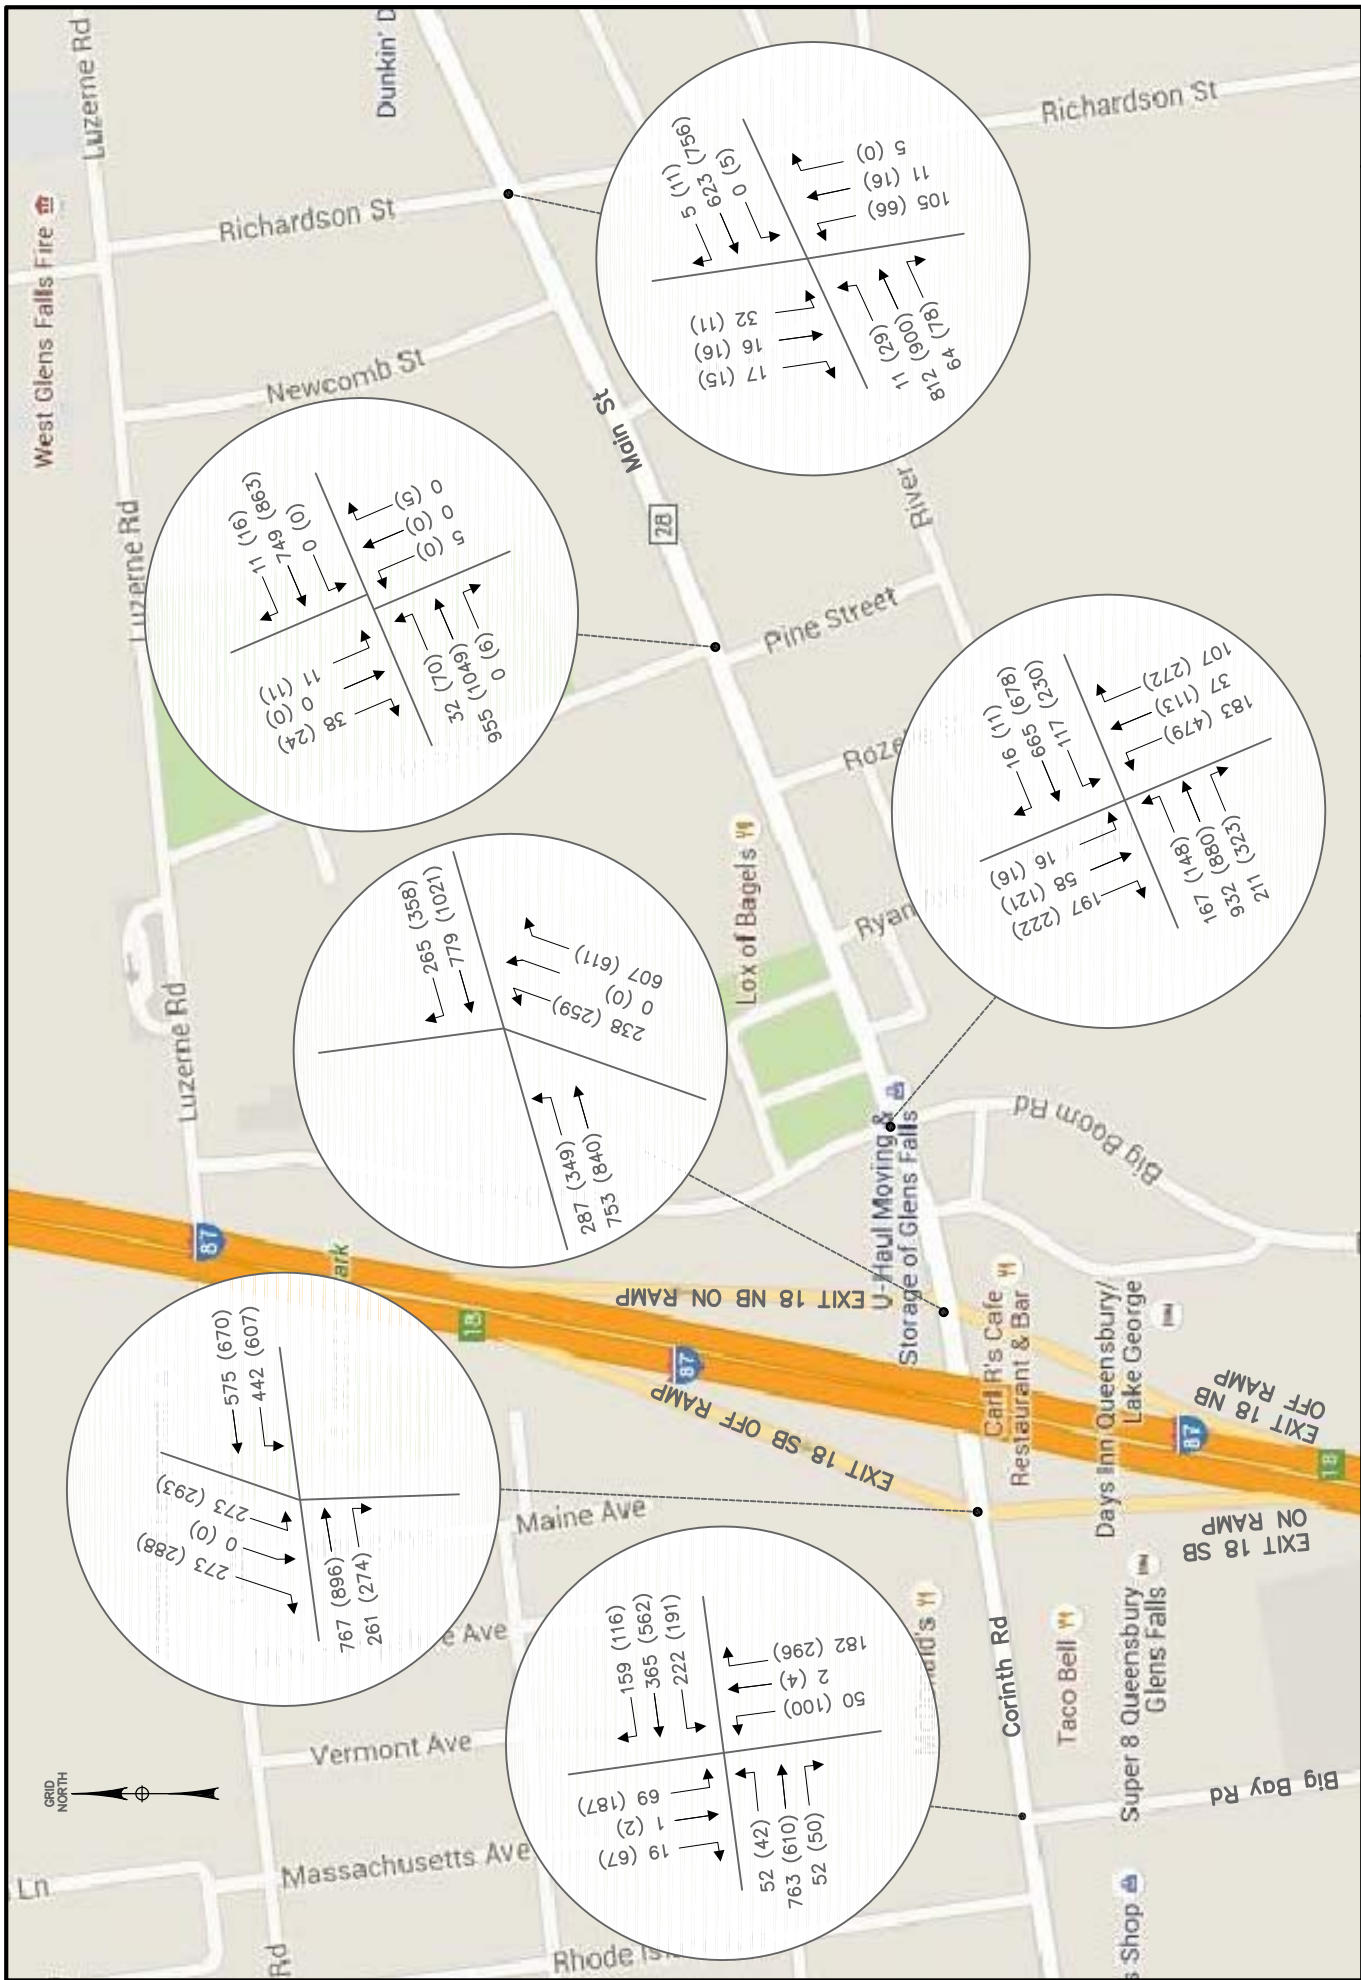 Luzerne Rd
Dunkin' D
West Glens Falls Fire
Richardson St
Richardson St
Newcomb St
Main St
28
River
Luzerne Rd
Pine Street
Luzerne Rd
Lox of Bagels
Ryan
Big Boom Rd
U-Haul Moving &
Storage of Glens Falls
87
ark
18
EXIT 18 NB ON RAMP
87
EXIT 18 SB OFF RAMP
Carl R's Cafe
Restaurant & Bar
Days Inn Queensbury/
Lake George
87
EXIT 18 NB
OFF RAMP
18
EXIT 18 SB
ON RAMP
Maine Ave
e Ave
Corinth Rd
Taco Bell
Super 8 Queensbury
Glens Falls
Big Bay Rd
Vermont Ave
Massachusetts Ave
GRID
NORTH
Ln
Rd
Rhode Is
s Shop
5 (11)
623 (756)
0 (5)
5 (0)
11 (16)
105 (66)
32 (11)
16 (16)
17 (15)
11 (29)
812 (900)
64 (78)
11 (16)
749 (863)
0 (0)
0 (5)
0 (0)
5 (0)
11 (11)
0 (0)
38 (24)
32 (70)
955 (1049)
0 (6)
16 (11)
665 (678)
117 (230)
107 (272)
37 (113)
183 (479)
16 (16)
58 (121)
197 (222)
167 (148)
932 (880)
211 (323)
265 (358)
779 (1021)
607 (611)
0 (0)
238 (259)
287 (349)
753 (840)
575 (670)
442 (607)
273 (293)
0 (0)
273 (288)
767 (896)
261 (274)
159 (116)
365 (562)
222 (191)
182 (296)
2 (4)
50 (100)
69 (187)
1 (2)
19 (67)
52 (42)
763 (610)
52 (50)